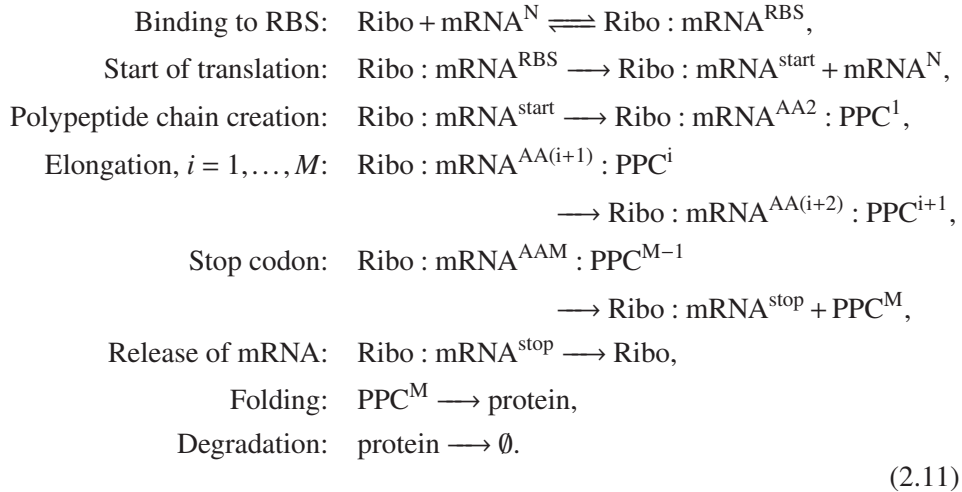 Binding to RBS: Ribo + mRNA^N ⇌ Ribo : mRNA^RBS,
Start of translation: Ribo : mRNA^RBS ⟶ Ribo : mRNA^start + mRNA^N,
Polypeptide chain creation: Ribo : mRNA^start ⟶ Ribo : mRNA^AA2 : PPC^1,
Elongation, i = 1,...,M: Ribo : mRNA^AA(i+1) : PPC^i
⟶ Ribo : mRNA^AA(i+2) : PPC^i+1,
Stop codon: Ribo : mRNA^AAM : PPC^M−1
⟶ Ribo : mRNA^stop + PPC^M,
Release of mRNA: Ribo : mRNA^stop ⟶ Ribo,
Folding: PPC^M ⟶ protein,
Degradation: protein ⟶ ∅.
(2.11)